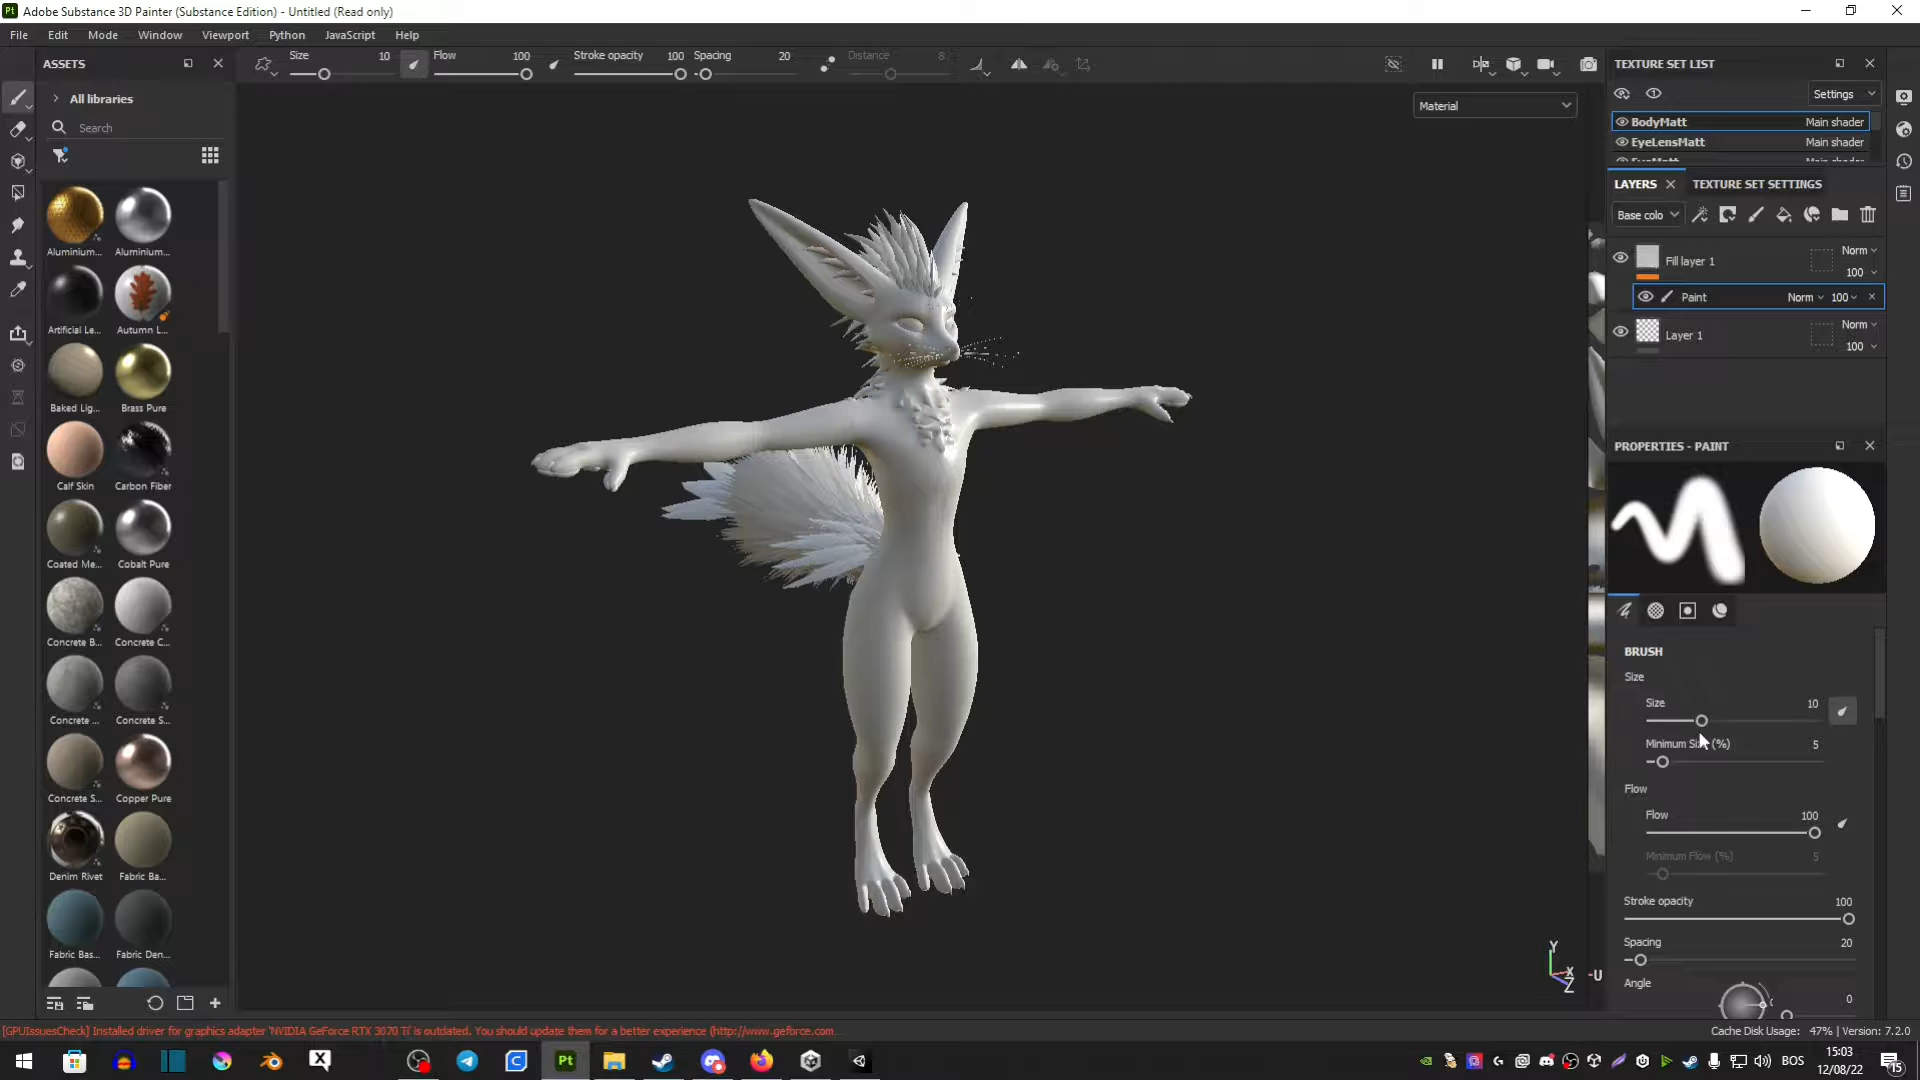 Adobe Substance 3D Painter (Substance Edition) - Untitled (Read only)
File Edit Mode Window Viewport Python JavaScript Help
ASSETS
Size 10
Flow 100
Stroke opacity 100
Spacing 20
Distance 8
All libraries
Search
Aluminium...
Aluminium...
Artificial Le...
Autumn L...
Baked Lig...
Brass Pure
Calf Skin
Carbon Fiber
Coated Me...
Cobalt Pure
Concrete B...
Concrete C...
Concrete ...
Concrete S...
Concrete S...
Copper Pure
Denim Rivet
Fabric Ba...
Fabric Bas...
Fabric Den...
Material
Y
X
Z
-U
TEXTURE SET LIST
Settings
BodyMatt Main shader
EyeLensMatt Main shader
EyeMatt Main shader
LAYERS TEXTURE SET SETTINGS
Base colo
Fill layer 1 Norm
100
Paint Norm 100
Layer 1 Norm
100
PROPERTIES - PAINT
BRUSH
Size
Size 10
Minimum Size (%) 5
Flow
Flow 100
Minimum Flow (%) 5
Stroke opacity 100
Spacing 20
Angle
0
[GPUIssuesCheck] Installed driver for graphics adapter 'NVIDIA GeForce RTX 3070 Ti' is outdated. You should update them for a better experience (http://www.geforce.com...
Cache Disk Usage: 47% | Version: 7.2.0
BOS
15:03
12/08/22
15